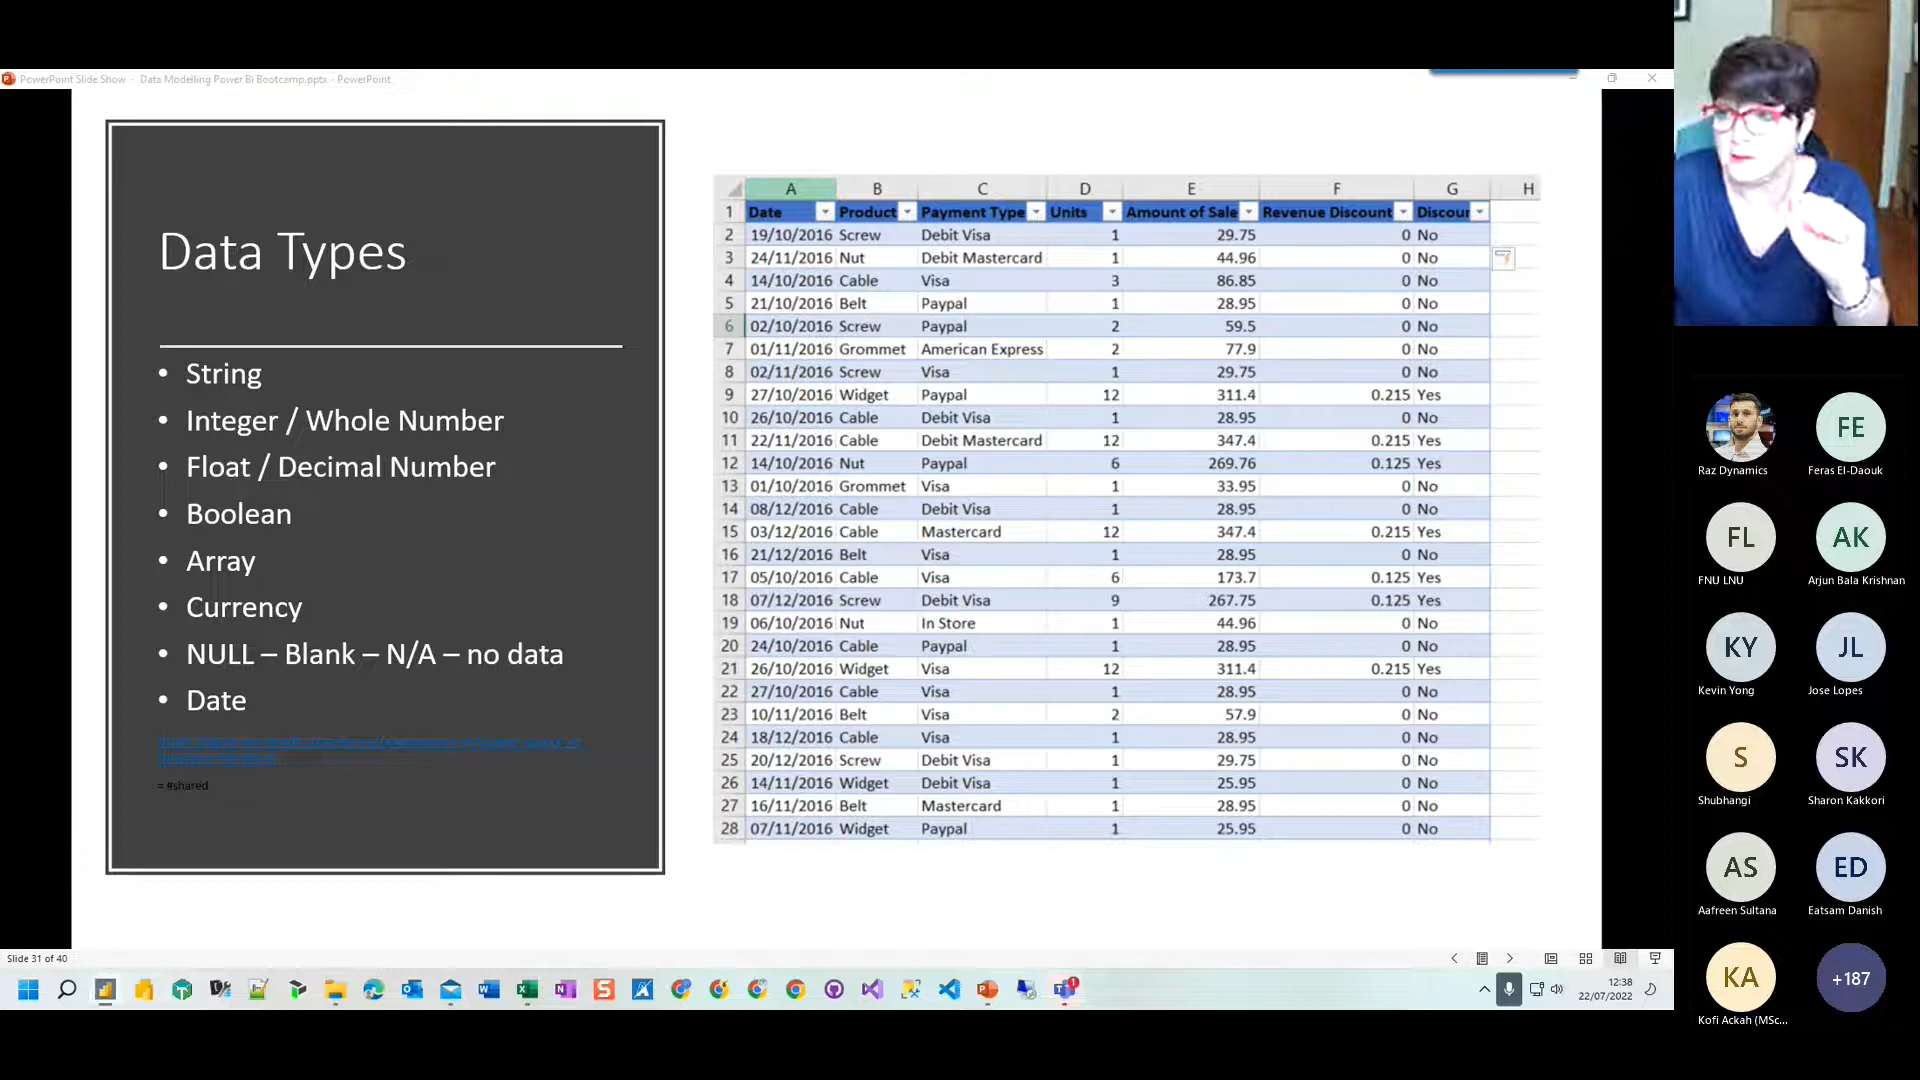 PowerPoint Slide Show - Data Modelling Power Bi Bootcamp.pptx - PowerPoint
Data Types
• String
• Integer / Whole Number
• Float / Decimal Number
• Boolean
• Array
• Currency
• NULL – Blank – N/A – no data
• Date
= #shared
A B C D E F G H
1 Date Product Payment Type Units Amount of Sale Revenue Discount Discour
2 19/10/2016 Screw Debit Visa 1 29.75 0 No
3 24/11/2016 Nut Debit Mastercard 1 44.96 0 No
4 14/10/2016 Cable Visa 3 86.85 0 No
5 21/10/2016 Belt Paypal 1 28.95 0 No
6 02/10/2016 Screw Paypal 2 59.5 0 No
7 01/11/2016 Grommet American Express 2 77.9 0 No
8 02/11/2016 Screw Visa 1 29.75 0 No
9 27/10/2016 Widget Paypal 12 311.4 0.215 Yes
10 26/10/2016 Cable Debit Visa 1 28.95 0 No
11 22/11/2016 Cable Debit Mastercard 12 347.4 0.215 Yes
12 14/10/2016 Nut Paypal 6 269.76 0.125 Yes
13 01/10/2016 Grommet Visa 1 33.95 0 No
14 08/12/2016 Cable Debit Visa 1 28.95 0 No
15 03/12/2016 Cable Mastercard 12 347.4 0.215 Yes
16 21/12/2016 Belt Visa 1 28.95 0 No
17 05/10/2016 Cable Visa 6 173.7 0.125 Yes
18 07/12/2016 Screw Debit Visa 9 267.75 0.125 Yes
19 06/10/2016 Nut In Store 1 44.96 0 No
20 24/10/2016 Cable Paypal 1 28.95 0 No
21 26/10/2016 Widget Visa 12 311.4 0.215 Yes
22 27/10/2016 Cable Visa 1 28.95 0 No
23 10/11/2016 Belt Visa 2 57.9 0 No
24 18/12/2016 Cable Visa 1 28.95 0 No
25 20/12/2016 Screw Debit Visa 1 29.75 0 No
26 14/11/2016 Widget Debit Visa 1 25.95 0 No
27 16/11/2016 Belt Mastercard 1 28.95 0 No
28 07/11/2016 Widget Paypal 1 25.95 0 No
Slide 31 of 40
12:38
22/07/2022
Raz Dynamics
FE
Feras El-Daouk
FL
FNU LNU
AK
Arjun Bala Krishnan
KY
Kevin Yong
JL
Jose Lopes
S
Shubhangi
SK
Sharon Kakkori
AS
Aafreen Sultana
ED
Eatsam Danish
KA
Kofi Ackah (MSc...
+187